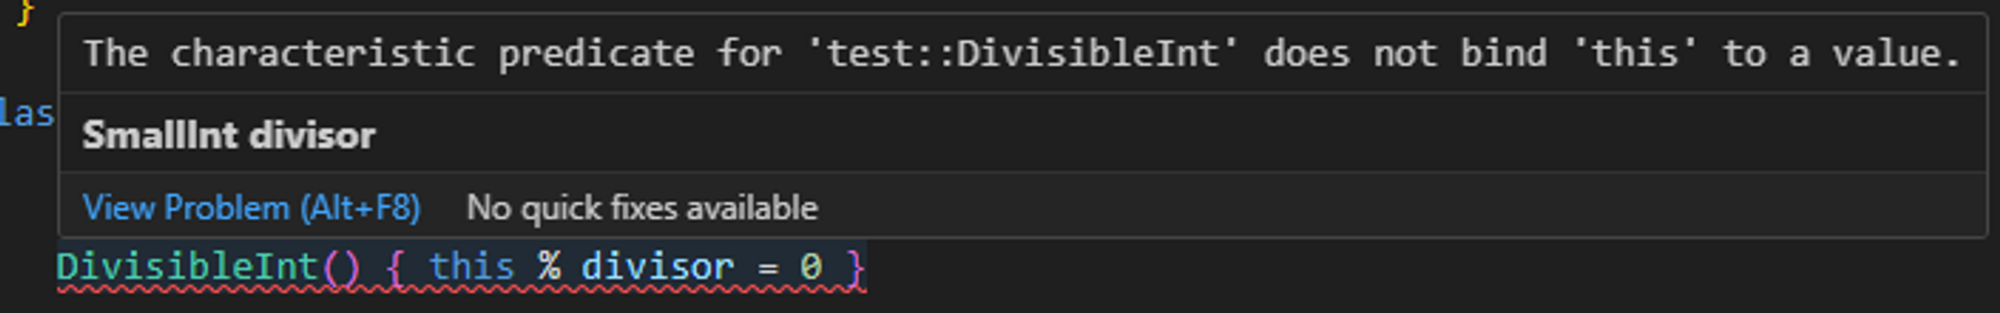 }
The characteristic predicate for 'test::DivisibleInt' does not bind 'this' to a value.
las
SmallInt divisor
View Problem (Alt+F8) No quick fixes available
DivisibleInt() { this % divisor = 0 }